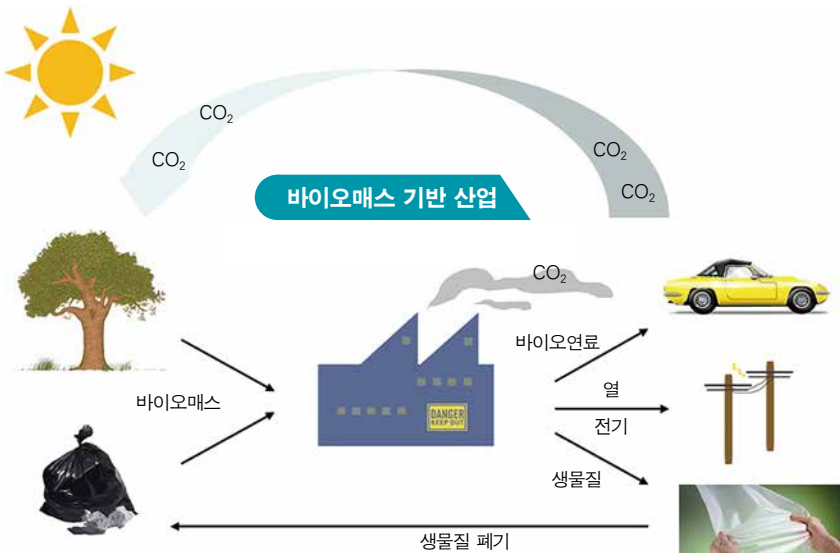 CO₂
CO₂
CO₂
CO₂
바이오매스 기반 산업
CO₂
바이오연료
바이오매스
열
전기
DANGER
KEEP OUT
생물질
생물질 폐기